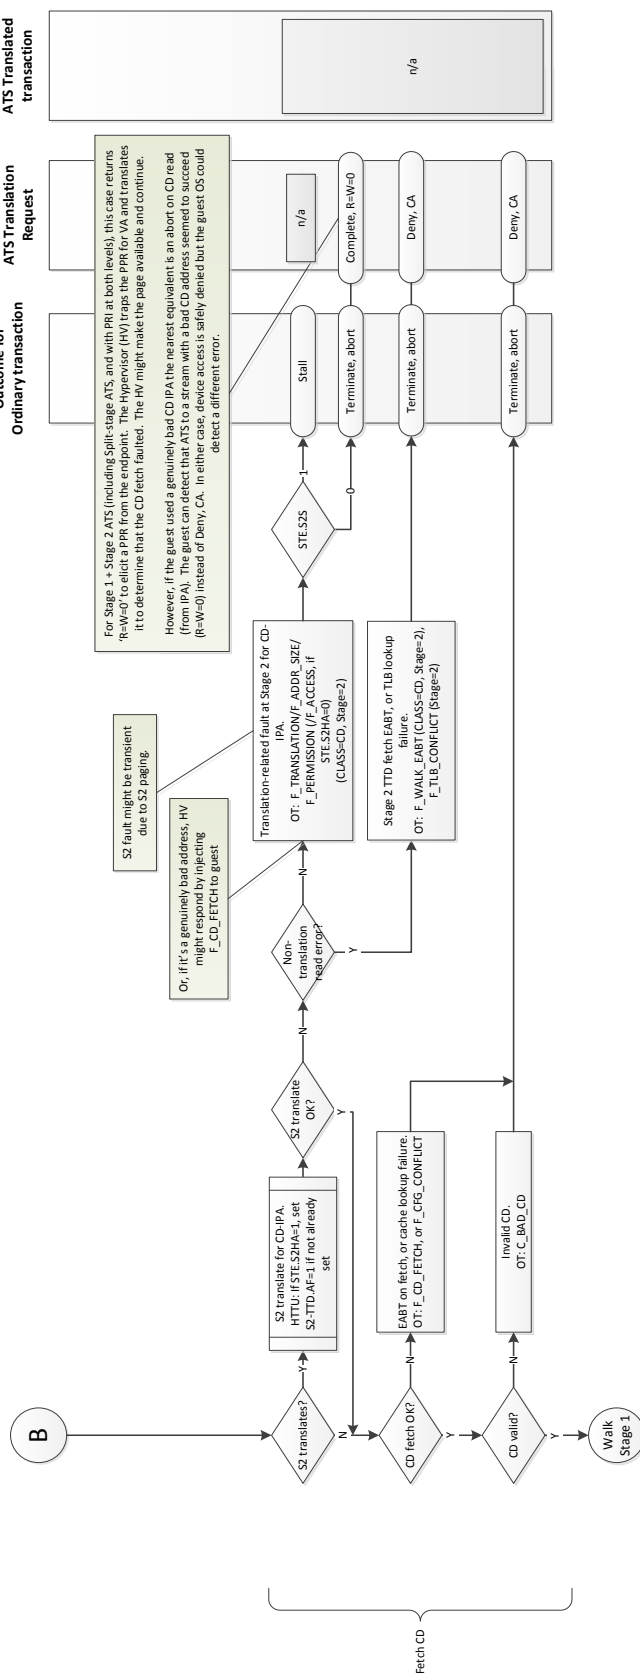 Outcome for
Ordinary transaction
ATS Translation
Request
ATS Translated
transaction
B
For Stage 1 + Stage 2 ATS (including Split-stage ATS, and with PRI at both levels), this case returns
'R=W=0' to elicit a PPR from the endpoint. The Hypervisor (HV) traps the PPR for VA and translates
it to determine that the CD fetch faulted. The HV might make the page available and continue.
However, if the guest used a genuinely bad CD IPA the nearest equivalent is an abort on CD read
(from IPA). The guest can detect that ATS to a stream with a bad CD address seemed to succeed
(R=W=0) instead of Deny, CA. In either case, device access is safely denied but the guest OS could
detect a different error.
S2 fault might be transient
due to S2 paging.
Or, if it's a genuinely bad address, HV
might respond by injecting
F_CD_FETCH to guest
Fetch CD
S2 translates?
Y
N
S2 translate for CD-IPA.
HTTU: If STE.S2HA=1, set
S2-TTD.AF=1 if not already
set
S2 translate
OK?
N
Y
Non-
translation
read error?
N
Y
Translation-related fault at Stage 2 for CD-
IPA.
OT: F_TRANSLATION/F_ADDR_SIZE/
F_PERMISSION (/F_ACCESS, if
STE.S2HA=0)
(CLASS=CD, Stage=2)
STE.S2S
1
0
Stall
n/a
n/a
Terminate, abort
Complete, R=W=0
Stage 2 TTD fetch EABT, or TLB lookup
failure.
OT: F_WALK_EABT (CLASS=CD, Stage=2),
F_TLB_CONFLICT (Stage=2)
Terminate, abort
Deny, CA
CD fetch OK?
N
Y
EABT on fetch, or cache lookup failure.
OT: F_CD_FETCH, or F_CFG_CONFLICT
CD valid?
N
Y
Invalid CD.
OT: C_BAD_CD
Terminate, abort
Deny, CA
Walk
Stage 1